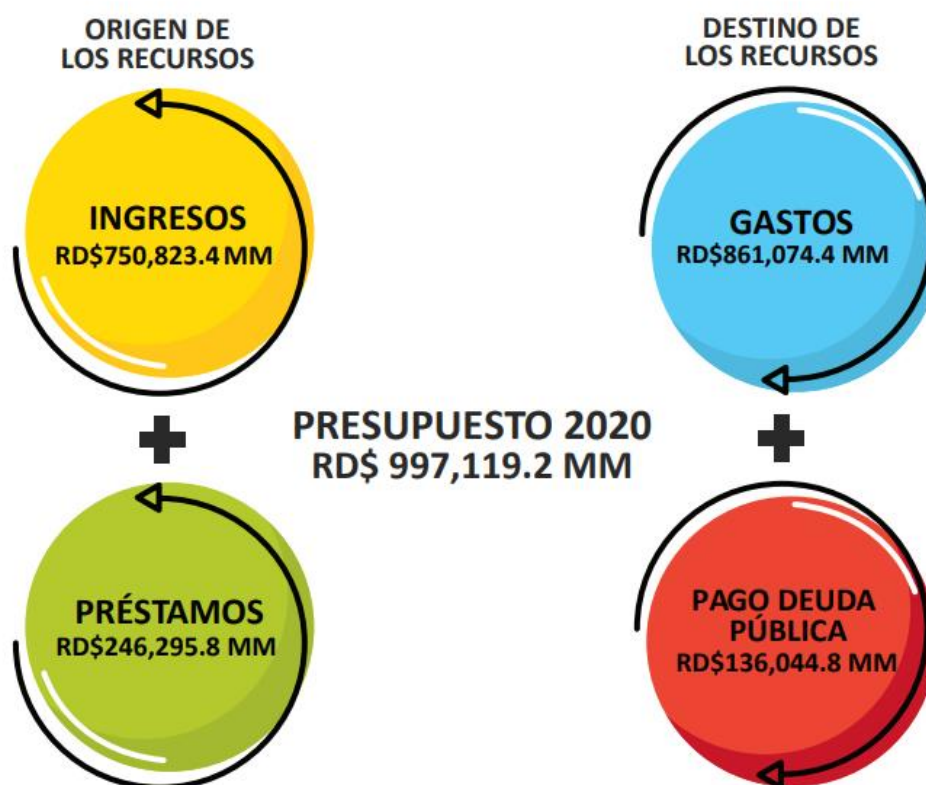 ORIGEN DE
LOS RECURSOS
DESTINO DE
LOS RECURSOS
INGRESOS
RD$750,823.4 MM
GASTOS
RD$861,074.4 MM
PRESUPUESTO 2020
RD$ 997,119.2 MM
PRÉSTAMOS
RD$246,295.8 MM
PAGO DEUDA
PÚBLICA
RD$136,044.8 MM